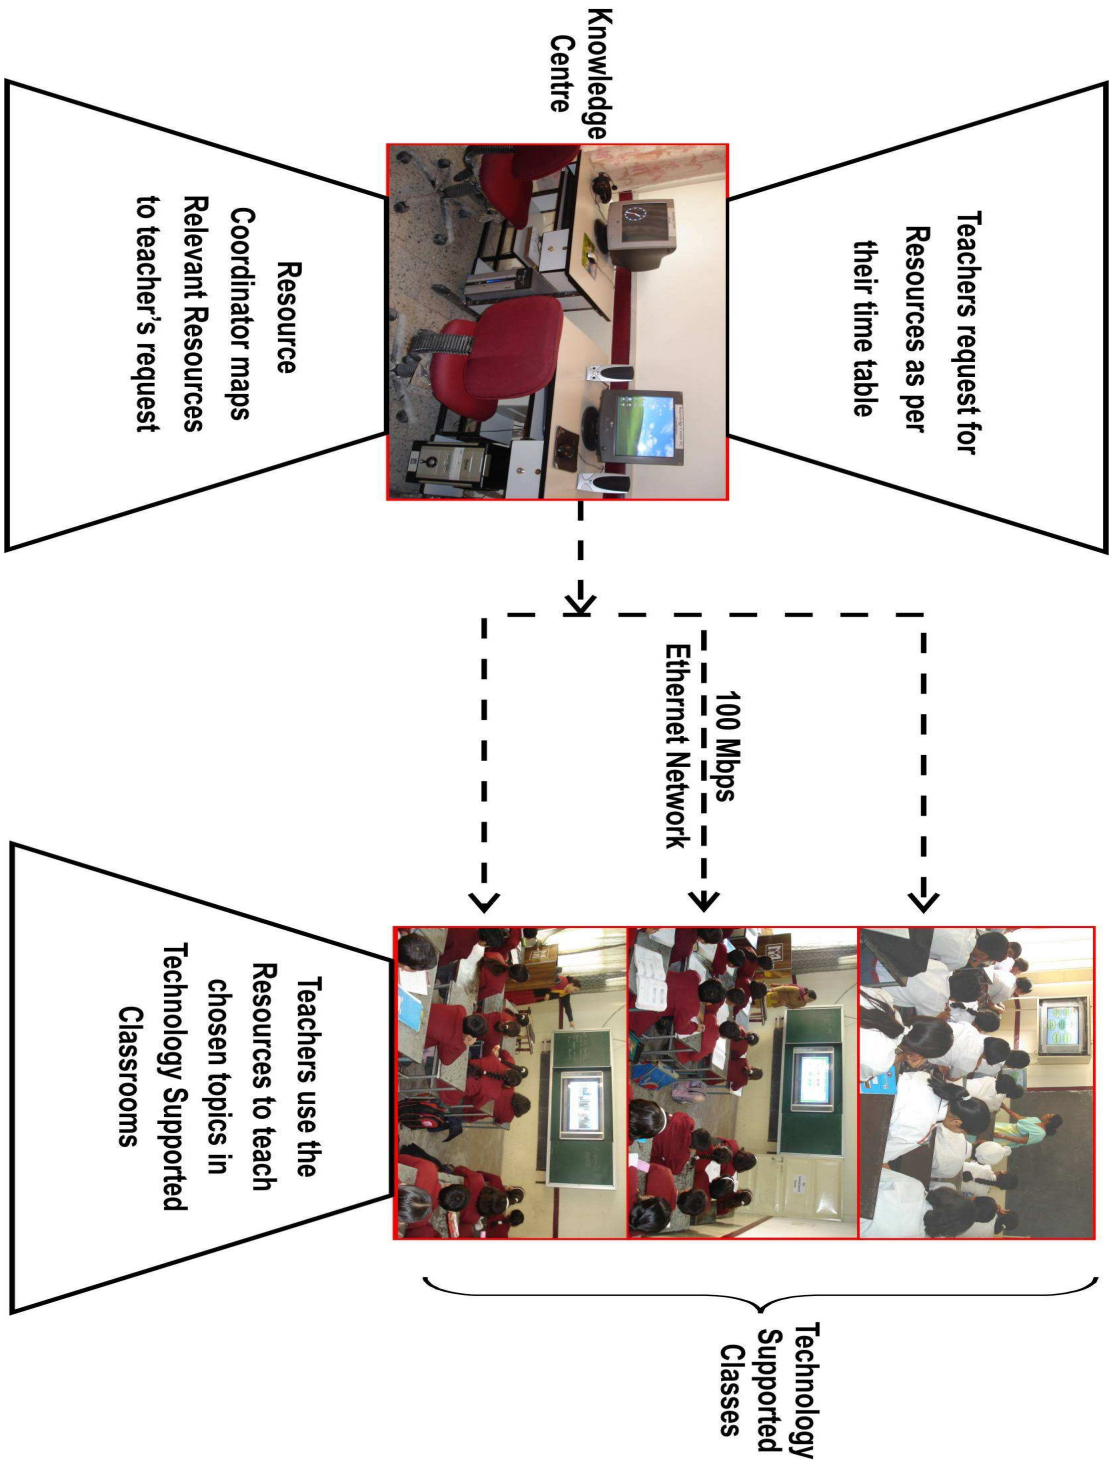 Teachers request for
Resources as per
their time table
Knowledge
Centre
Resource
Coordinator maps
Relevant Resources
to teacher's request
100 Mbps
Ethernet Network
Technology
Supported
Classes
Teachers use the
Resources to teach
chosen topics in
Technology Supported
Classrooms